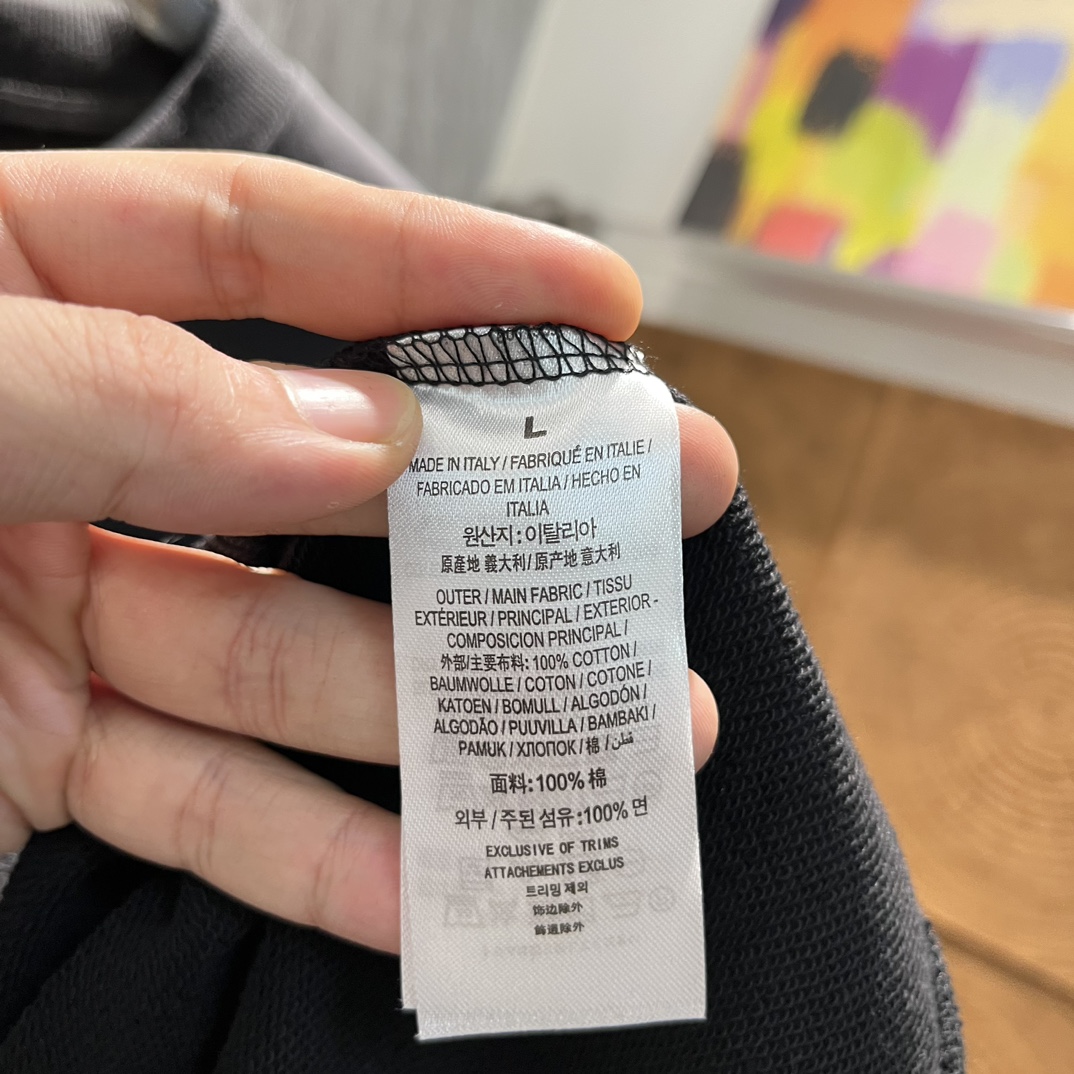 L
MADE IN ITALY / FABRIQUÉ EN ITALIE /
FABRICADO EM ITALIA / HECHO EN
ITALIA
원산지 : 이탈리아
原產地 義大利 / 原产地 意大利
OUTER / MAIN FABRIC / TISSU
EXTÉRIEUR / PRINCIPAL / EXTERIOR -
COMPOSICION PRINCIPAL /
外部/主要布料: 100% COTTON /
BAUMWOLLE / COTON / COTONE /
KATOEN / BOMULL / ALGODÓN /
ALGODÃO / PUUVILLA / BAMBAKI /
PAMUK / ХЛОПОК / 棉 / قطن
面料:100% 棉
외부 / 주된 섬유 :100% 면
EXCLUSIVE OF TRIMS
ATTACHEMENTS EXCLUS
트리밍 제외
饰边除外
飾邊除外